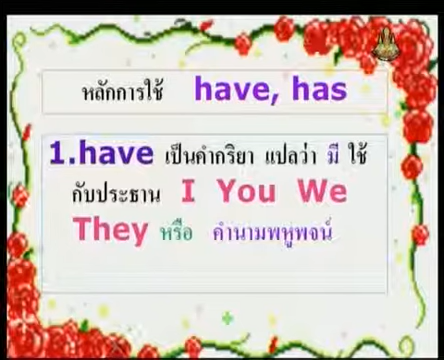 หลักการใช้ have, has
1.have เป็นคำกริยา แปลว่า มี ใช้
กับประธาน I You We
They หรือ คำนามพหูพจน์